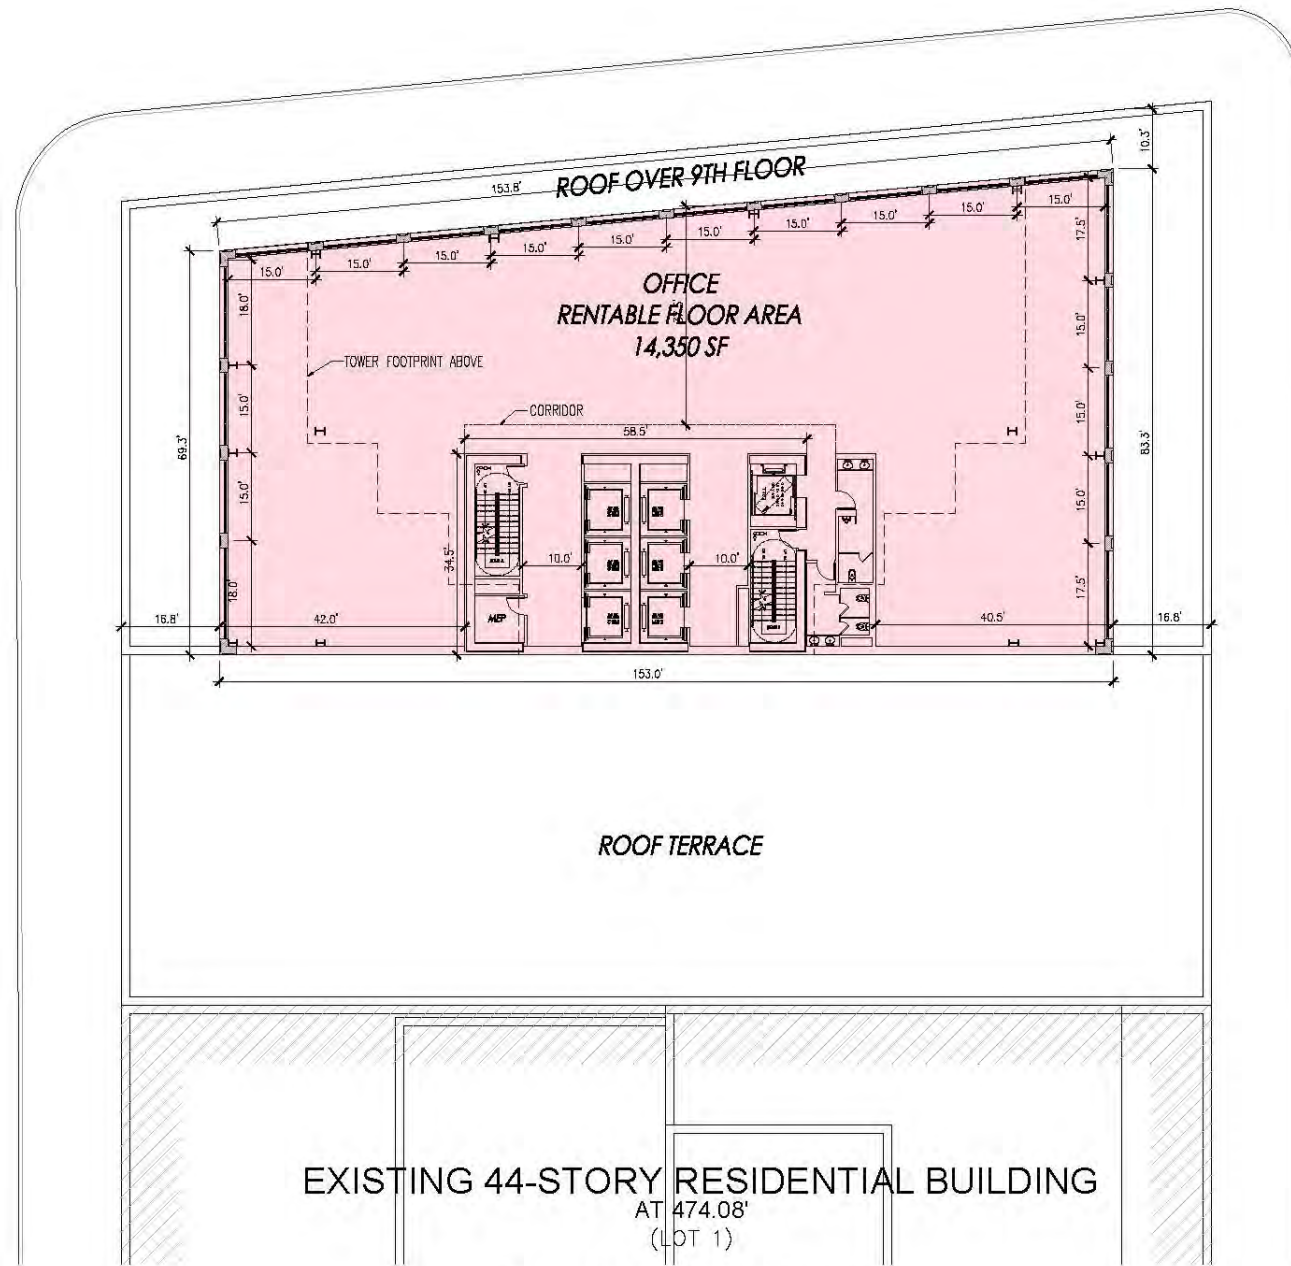 10.3'
153.8'
ROOF OVER 9TH FLOOR
15.0'
15.0'
15.0'
15.0'
15.0'
15.0'
15.0'
15.0'
15.0'
15.0'
17.5'
18.0'
OFFICE
RENTABLE FLOOR AREA
14,350 SF
15.0'
TOWER FOOTPRINT ABOVE
15.0'
CORRIDOR
15.0'
58.5'
69.3'
83.3'
15.0'
15.0'
34.5'
10.0'
10.0'
18.0'
17.5'
16.8'
42.0'
MEP
40.5'
16.8'
153.0'
ROOF TERRACE
EXISTING 44-STORY RESIDENTIAL BUILDING
AT 474.08'
(LOT 1)